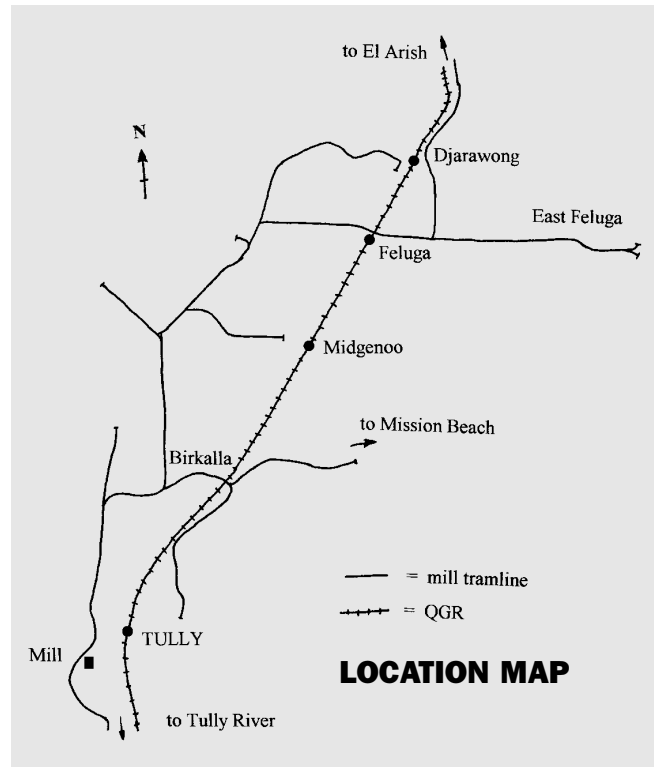 to El Arish
N
Djarawong
East Feluga
Feluga
Midgenoo
to Mission Beach
Birkalla
= mill tramline
= QGR
TULLY
Mill
LOCATION MAP
to Tully River